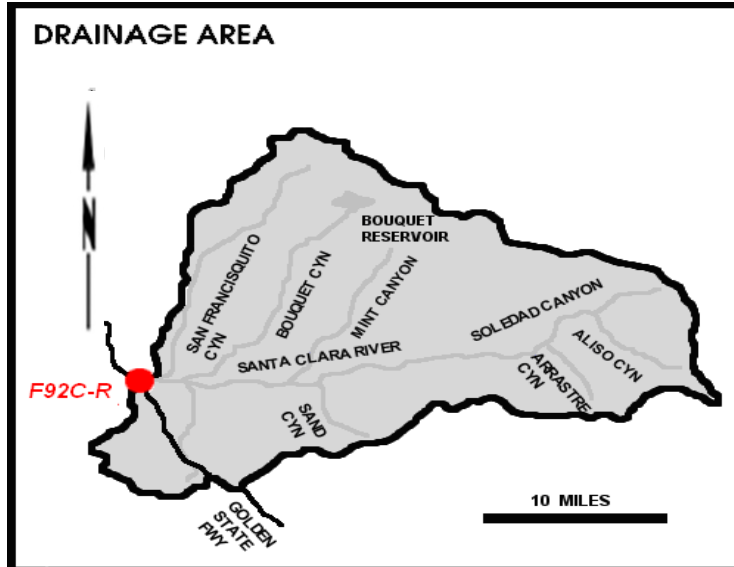 DRAINAGE AREA
N
BOUQUET
RESERVOIR
SAN FRANCISQUITO
CYN
BOUQUET CYN
MINT CANYON
SOLEDAD CANYON
SANTA CLARA RIVER
ALISO CYN
ARRASTRE
CYN
F92C-R
SAND
CYN
10 MILES
GOLDEN
STATE
FWY